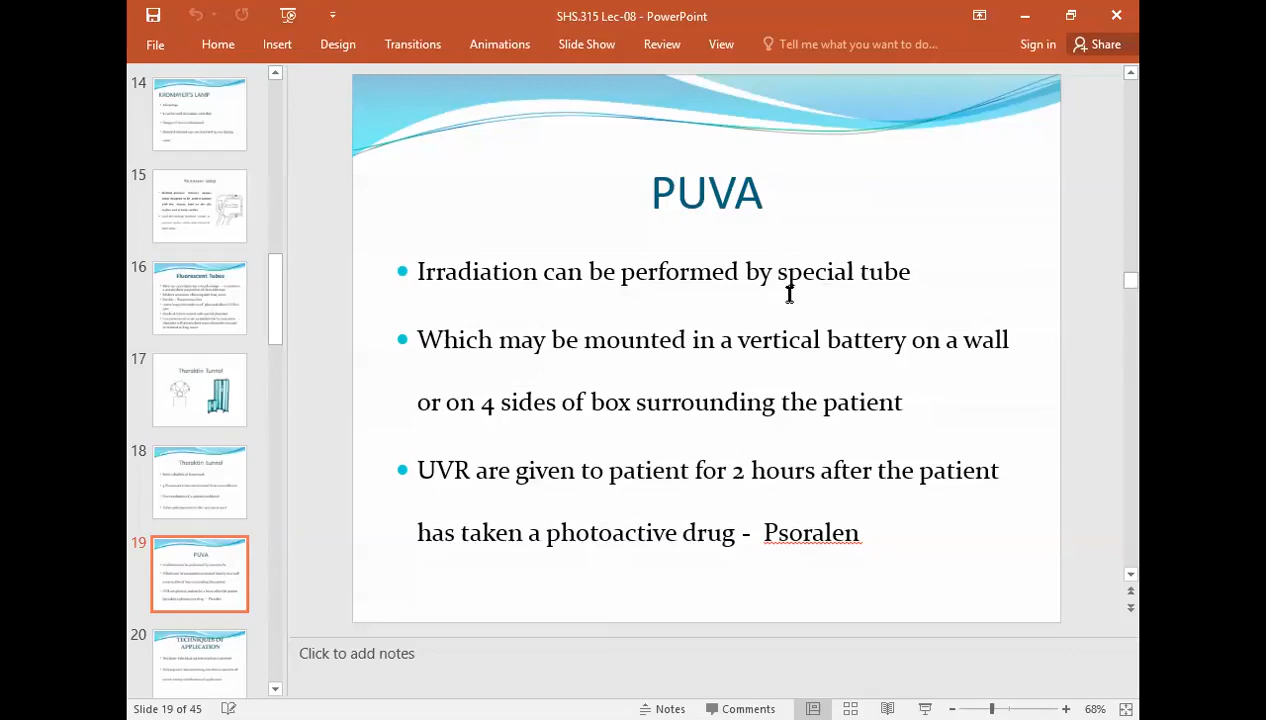 SHS.315 Lec-08 - PowerPoint
File Home Insert Design Transitions Animations Slide Show Review View Tell me what you want to do... Sign in Share
14
KROMAYER'S LAMP
15
16
Fluorescent Tubes
17
Theraktin Tunnel
18
Theraktin tunnel
19
PUVA
20
TECHNIQUES OF
APPLICATION
PUVA
Irradiation can be performed by special tube
Which may be mounted in a vertical battery on a wall
or on 4 sides of box surrounding the patient
UVR are given to patient for 2 hours after the patient
has taken a photoactive drug - Psoralen
Click to add notes
Slide 19 of 45 Notes Comments 68%